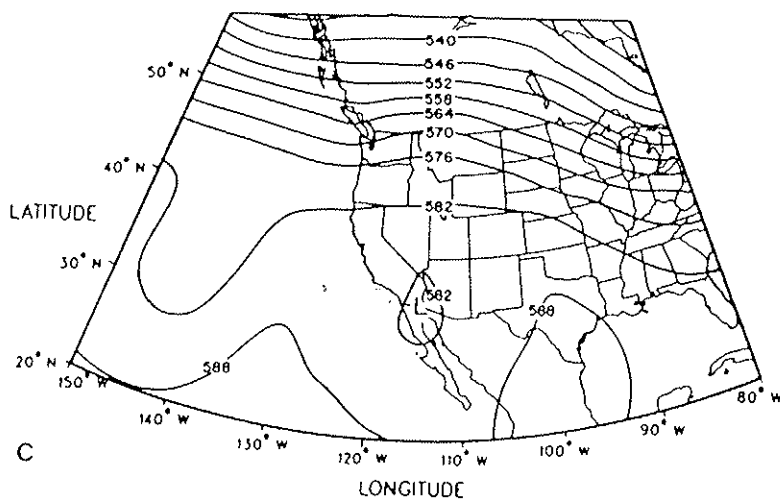 540
546
50° N
552
558
564
570
576
40° N
LATITUDE
582
30° N
582
588
588
20° N
150° W
80° W
140° W
90° W
130° W
100° W
120° W
110° W
C
LONGITUDE